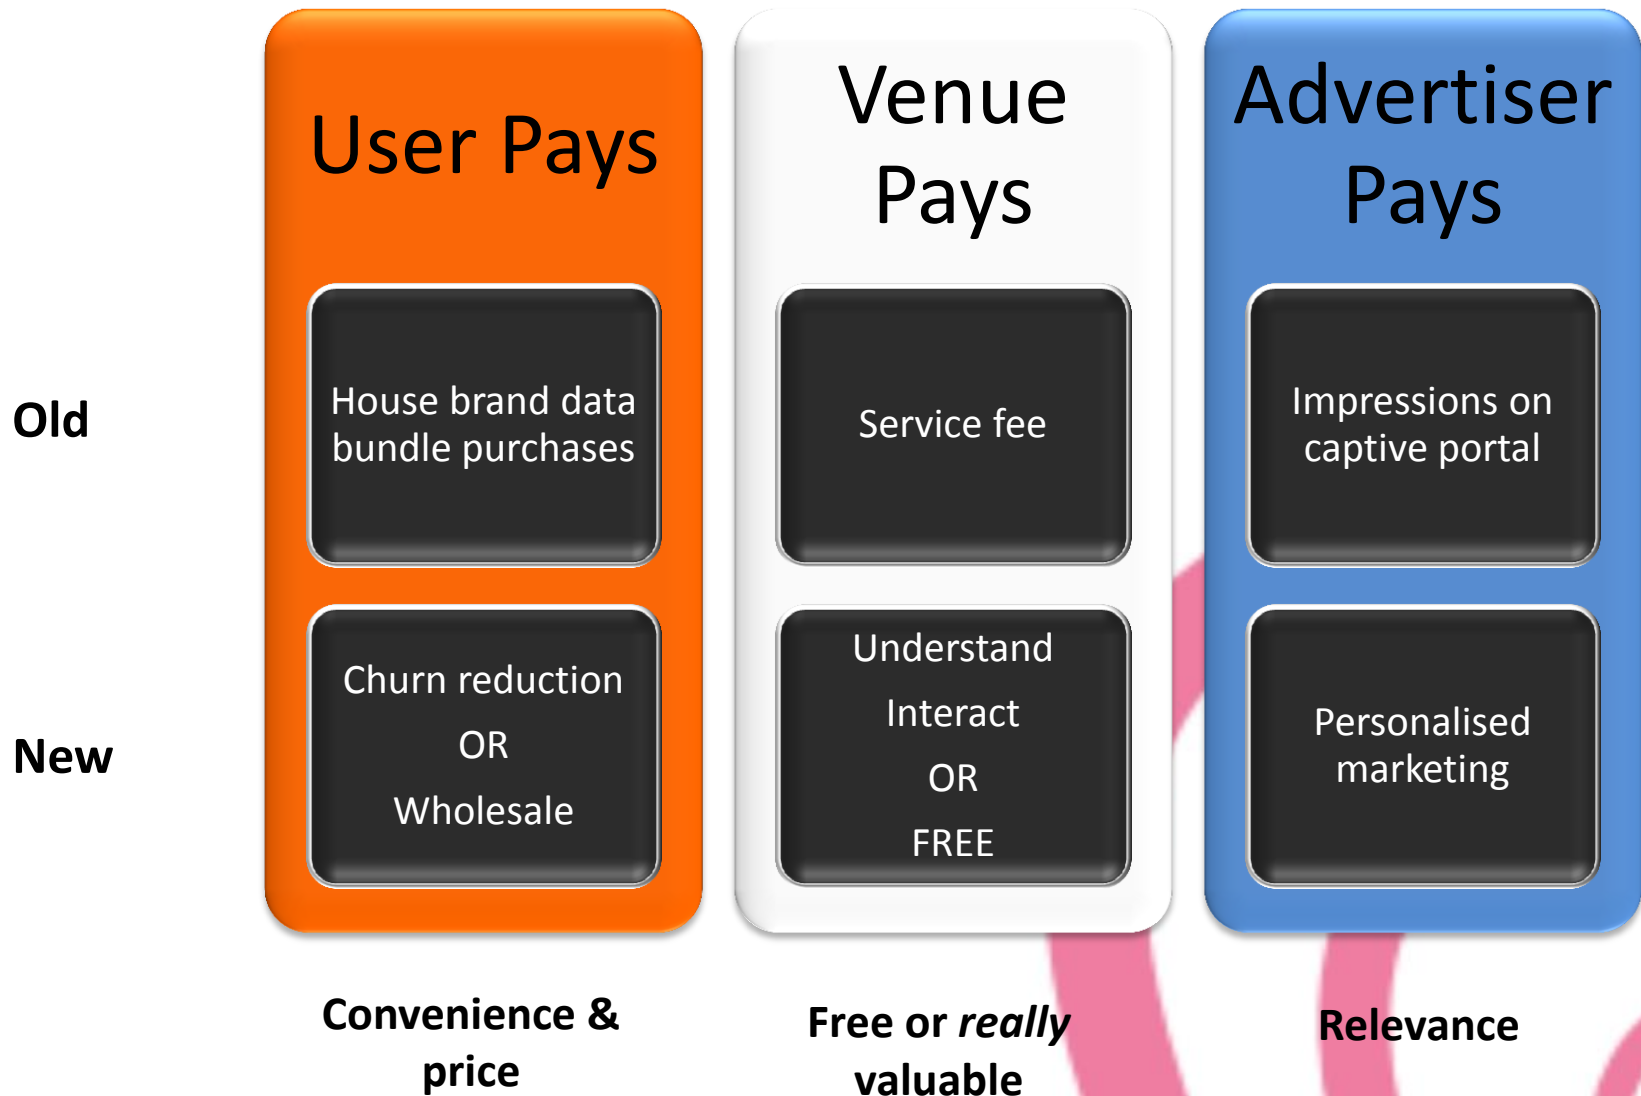 User Pays
Venue
Pays
Advertiser
Pays
Old
House brand data
bundle purchases
Service fee
Impressions on
captive portal
New
Churn reduction
OR
Wholesale
Understand
Interact
OR
FREE
Personalised
marketing
Convenience &
price
Free or really
valuable
Relevance